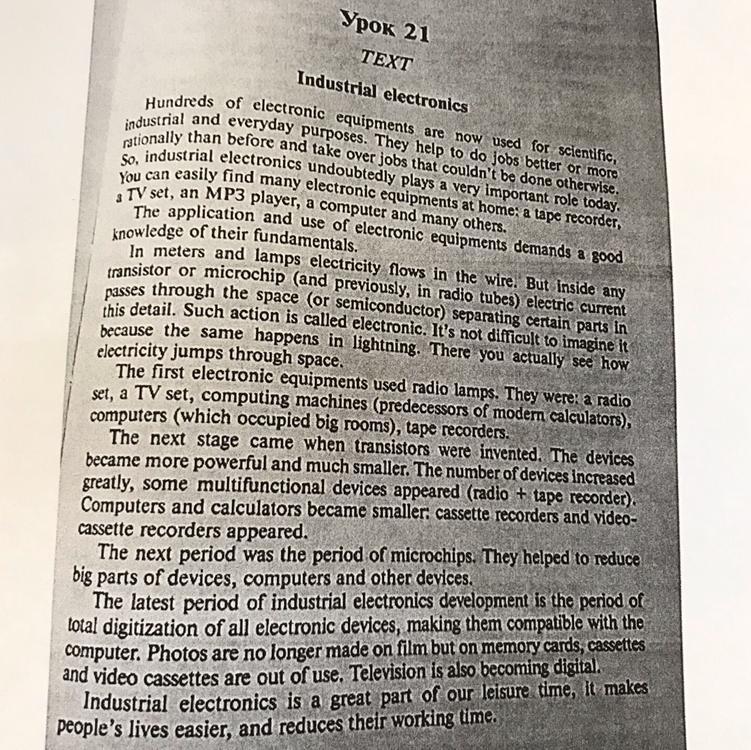 Урок 21
TEXT
Industrial electronics
Hundreds of electronic equipments are now used for scientific,
industrial and everyday purposes. They help to do jobs better or more
rationally than before and take over jobs that couldn't be done otherwise.
So, industrial electronics undoubtedly plays a very important role today.
You can easily find many electronic equipments at home: a tape recorder,
a TV set, an MP3 player, a computer and many others.
The application and use of electronic equipments demands a good
knowledge of their fundamentals.
In meters and lamps electricity flows in the wire. But inside any
transistor or microchip (and previously, in radio tubes) electric current
passes through the space (or semiconductor) separating certain parts in
this detail. Such action is called electronic. It's not difficult to imagine it
because the same happens in lightning. There you actually see how
electricity jumps through space.
The first electronic equipments used radio lamps. They were: a radio
set, a TV set, computing machines (predecessors of modern calculators),
computers (which occupied big rooms), tape recorders.
The next stage came when transistors were invented. The devices
became more powerful and much smaller. The number of devices increased
greatly, some multifunctional devices appeared (radio + tape recorder).
Computers and calculators became smaller: cassette recorders and video-
cassette recorders appeared.
The next period was the period of microchips. They helped to reduce
big parts of devices, computers and other devices.
The latest period of industrial electronics development is the period of
total digitization of all electronic devices, making them compatible with the
computer. Photos are no longer made on film but on memory cards, cassettes
and video cassettes are out of use. Television is also becoming digital.
Industrial electronics is a great part of our leisure time, it makes
people's lives easier, and reduces their working time.